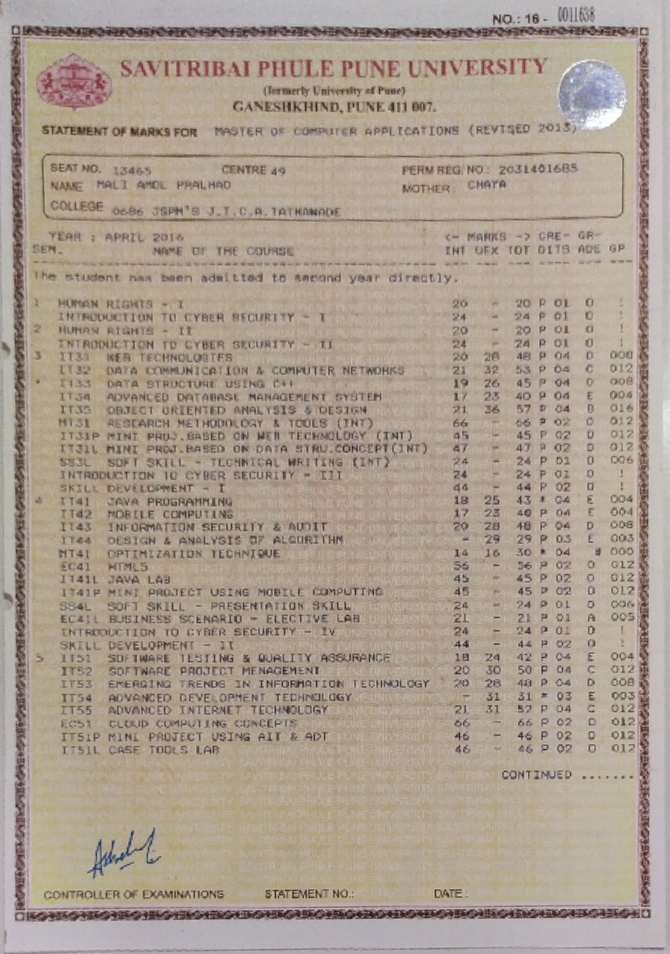 NO.: 16 - 0011638
SAVITRIBAI PHULE PUNE UNIVERSITY
(formerly University of Pune)
GANESHKHIND, PUNE 411 007.
STATEMENT OF MARKS FOR MASTER OF COMPUTER APPLICATIONS (REVISED 2013)
SEAT NO. 13465 CENTRE 49 PERM REG. NO.: 2031401685
NAME MALI AMOL PRALHAD MOTHER: CHAYA
COLLEGE 0686 JSPM'S J.I.C.A.TATHAWADE
YEAR : APRIL 2016 <- MARKS -> CRE- GR-
SEM. NAME OF THE COURSE INT UEX TOT DITS ADE GP
The student has been admitted to second year directly.
1 HUMAN RIGHTS - I 20 - 20 P 01 O !
INTRODUCTION TO CYBER SECURITY - I 24 - 24 P 01 O !
2 HUMAN RIGHTS - II 20 - 20 P 01 O !
INTRODUCTION TO CYBER SECURITY - II 24 - 24 P 01 O !
3 IT31 WEB TECHNOLOGIES 20 28 48 P 04 D 008
IT32 DATA COMMUNICATION & COMPUTER NETWORKS 21 32 53 P 04 C 012
IT33 DATA STRUCTURE USING C++ 19 26 45 P 04 D 008
IT34 ADVANCED DATABASE MANAGEMENT SYSTEM 17 23 40 P 04 E 004
IT35 OBJECT ORIENTED ANALYSIS & DESIGN 21 36 57 P 04 B 016
MT31 RESEARCH METHODOLOGY & TOOLS (INT) 66 - 66 P 02 O 012
IT31P MINI PROJ.BASED ON WEB TECHNOLOGY (INT) 45 - 45 P 02 O 012
IT31L MINI PROJ.BASED ON DATA STRU.CONCEPT(INT) 47 - 47 P 02 O 012
SS3L SOFT SKILL - TECHNICAL WRITING (INT) 24 - 24 P 01 O 006
INTRODUCTION TO CYBER SECURITY - III 24 - 24 P 01 O !
SKILL DEVELOPMENT - I 44 - 44 P 02 O !
4 IT41 JAVA PROGRAMMING 18 25 43 * 04 E 004
IT42 MOBILE COMPUTING 17 23 40 P 04 E 004
IT43 INFORMATION SECURITY & AUDIT 20 28 48 P 04 D 008
IT44 DESIGN & ANALYSIS OF ALGORITHM - 29 29 P 03 E 003
MT41 OPTIMIZATION TECHNIQUE 14 16 30 * 04 # 000
EC41 HTML5 56 - 56 P 02 O 012
IT41L JAVA LAB 45 - 45 P 02 O 012
IT41P MINI PROJECT USING MOBILE COMPUTING 45 - 45 P 02 O 012
SS4L SOFT SKILL - PRESENTATION SKILL 24 - 24 P 01 O 006
EC41L BUSINESS SCENARIO - ELECTIVE LAB 21 - 21 P 01 A 005
INTRODUCTION TO CYBER SECURITY - IV 24 - 24 P 01 O !
SKILL DEVELOPMENT - II 44 - 44 P 02 O !
5 IT51 SOFTWARE TESTING & QUALITY ASSURANCE 18 24 42 P 04 E 004
IT52 SOFTWARE PROJECT MENAGEMENT 20 30 50 P 04 C 012
IT53 EMERGING TRENDS IN INFORMATION TECHNOLOGY 20 28 48 P 04 D 008
IT54 ADVANCED DEVELOPMENT TECHNOLOGY - 31 31 * 03 E 003
IT55 ADVANCED INTERNET TECHNOLOGY 21 31 52 P 04 C 012
EC51 CLOUD COMPUTING CONCEPTS 66 - 66 P 02 O 012
IT51P MINI PROJECT USING AIT & ADT 46 - 46 P 02 O 012
IT51L CASE TOOLS LAB 46 - 46 P 02 O 012
CONTINUED .......
CONTROLLER OF EXAMINATIONS STATEMENT NO.: DATE :